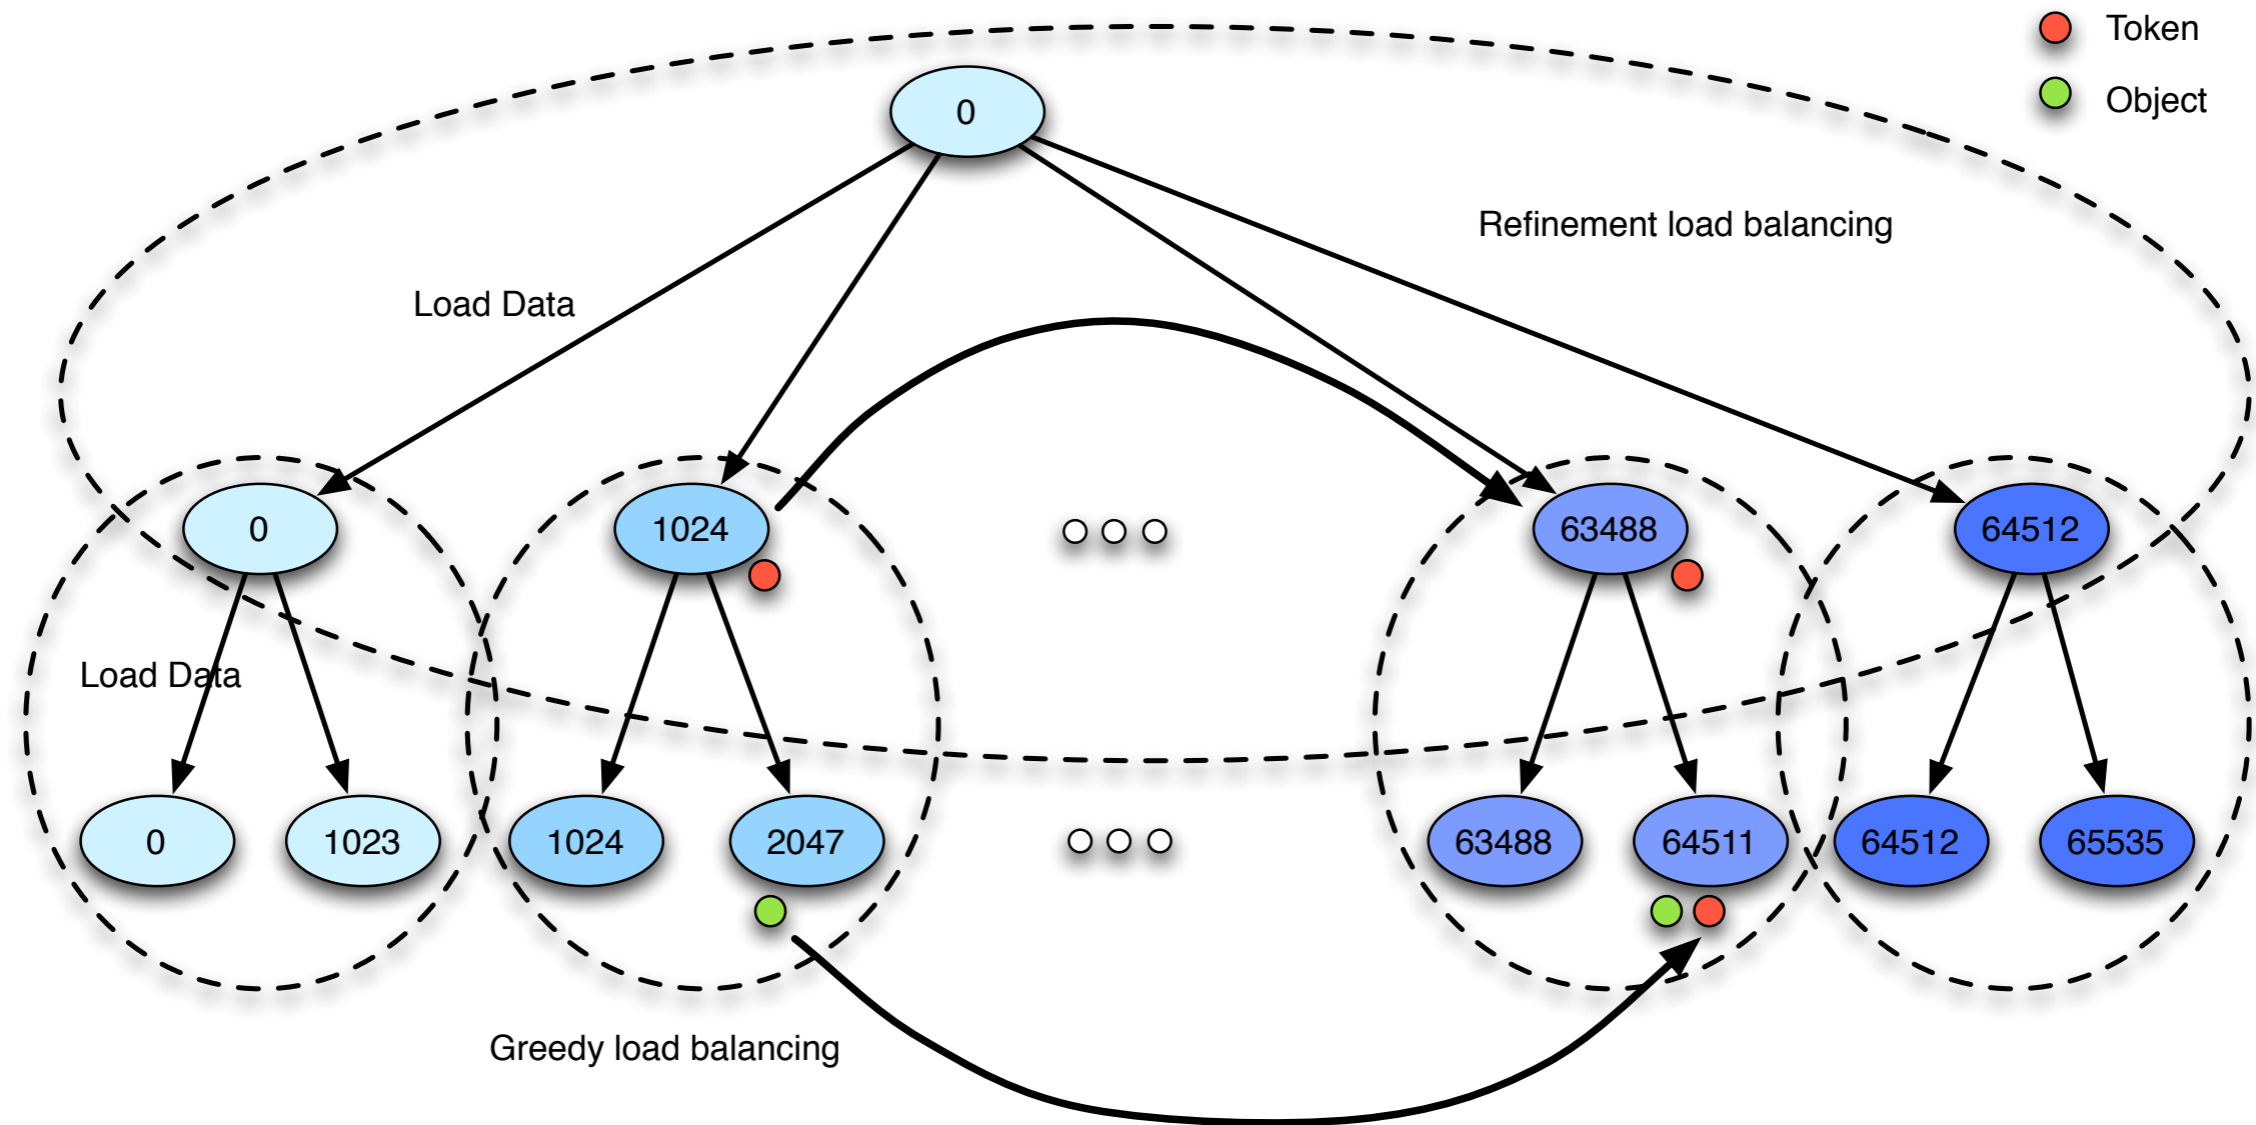 Token
Object
0
Refinement load balancing
Load Data
0
1024
63488
64512
Load Data
0
1023
1024
2047
63488
64511
64512
65535
Greedy load balancing